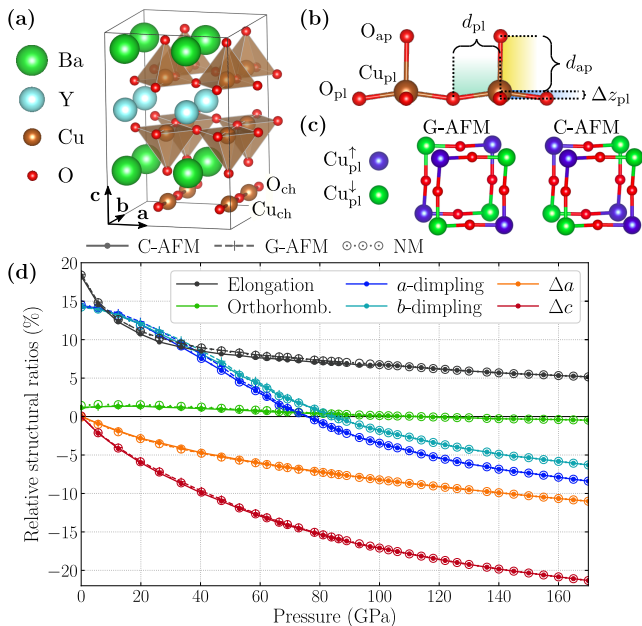 (a)
Ba
Y
Cu
O
c
b
a
O_ch
Cu_ch
(b)
O_ap
Cu_pl
O_pl
d_pl
d_ap
Δz_pl
(c)
G-AFM
C-AFM
Cu_pl^↑
Cu_pl^↓
C-AFM
G-AFM
NM
(d)
Elongation
Orthorhomb.
a-dimpling
b-dimpling
Δa
Δc
20
15
10
5
0
−5
−10
−15
−20
Relative structural ratios (%)
0 20 40 60 80 100 120 140 160
Pressure (GPa)